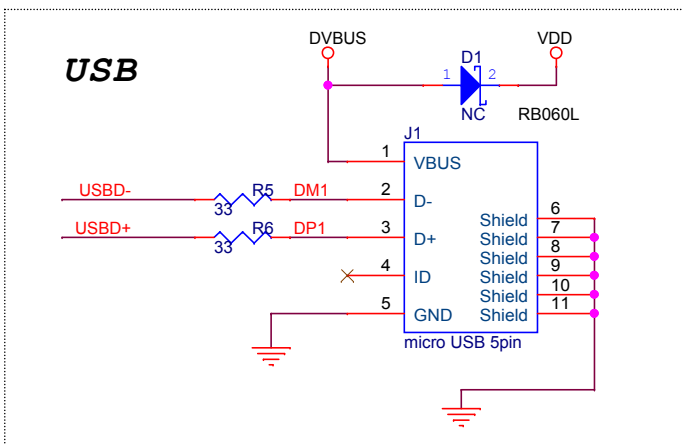 DVBUS
VDD
USB
D1
1
2
NC
RB060L
J1
1
VBUS
USBD-
R5
DM1
2
D-
33
6
Shield
USBD+
R6
DP1
3
D+
7
Shield
33
8
Shield
4
ID
9
Shield
10
Shield
5
GND
11
Shield
micro USB 5pin